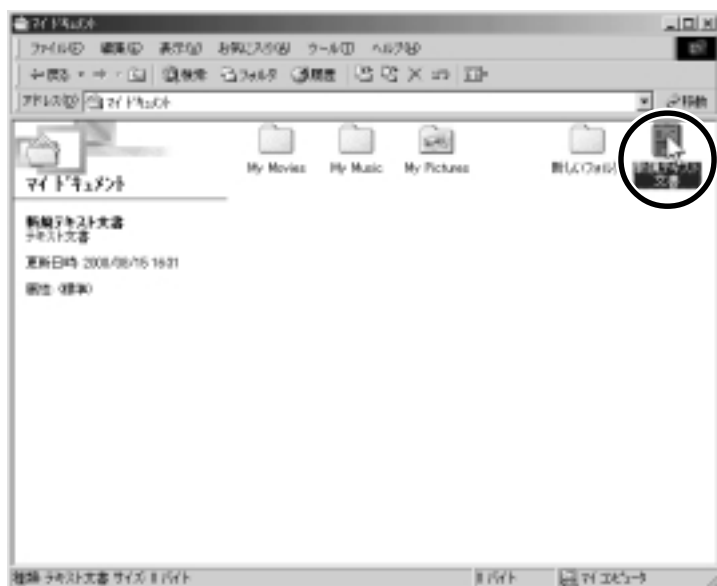 マイ ドキュメント
ファイル(F) 編集(E) 表示(V) お気に入り(A) ツール(T) ヘルプ(H)
戻る 検索 フォルダ 履歴
アドレス(D) マイ ドキュメント 移動
My Movies My Music My Pictures 新しいフォルダ 新規テキスト
文書
マイ ドキュメント
新規テキスト文書
テキスト文書
更新日時: 2000/08/15 16:01
属性: (標準)
種類: テキスト文書 サイズ: 0 バイト 0 バイト マイ コンピュータ